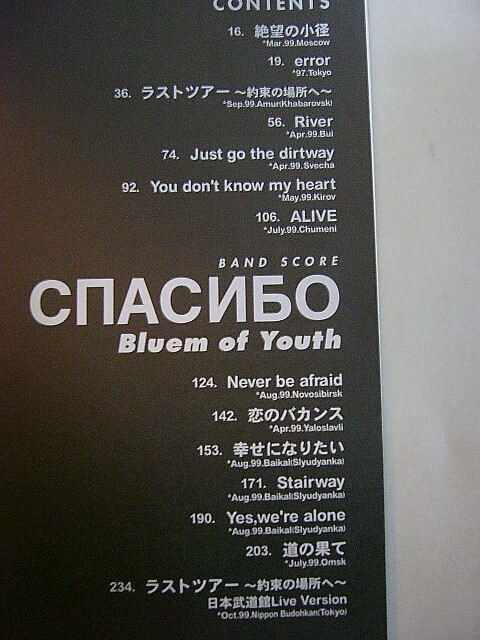 CONTENTS
16. 絶望の小径
*Mar.99.Moscow
19. error
*97.Tokyo
36. ラストツアー ～約束の場所へ～
*Sep.99.Amur(Khabarovsk)
56. River
*Apr.99.Bui
74. Just go the dirtway
*Apr.99.Svecha
92. You don't know my heart
*May.99.Kirov
106. ALIVE
*July.99.Chumeni
BAND SCORE
СПАСИБО
Bluem of Youth
124. Never be afraid
*Aug.99.Novosibirsk
142. 恋のバカンス
*Apr.99.Yaloslavli
153. 幸せになりたい
*Aug.99.Baikal(Slyudyanka)
171. Stairway
*Aug.99.Baikal(Slyudyanka)
190. Yes,we're alone
*Aug.99.Baikal(Slyudyanka)
203. 道の果て
*July.99.Omsk
234. ラストツアー ～約束の場所へ～
日本武道館Live Version
*Oct.99.Nippon Budohkan(Tokyo)